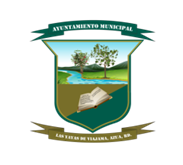 AYUNTAMIENTO MUNICIPAL
LAS YAYAS DE VIAJAMA, AZUA, RD.